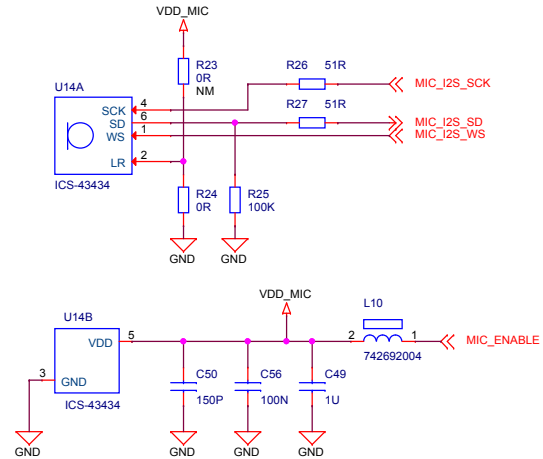 VDD_MIC
R23
0R
NM
R26 51R
MIC_I2S_SCK
U14A
R27 51R
SCK 4
SD 6
MIC_I2S_SD
WS 1
MIC_I2S_WS
LR 2
ICS-43434
R24
0R
R25
100K
GND
GND
VDD_MIC
L10
U14B
VDD 5
2 1
MIC_ENABLE
742692004
3
GND
C50
150P
C56
100N
C49
1U
ICS-43434
GND
GND
GND
GND